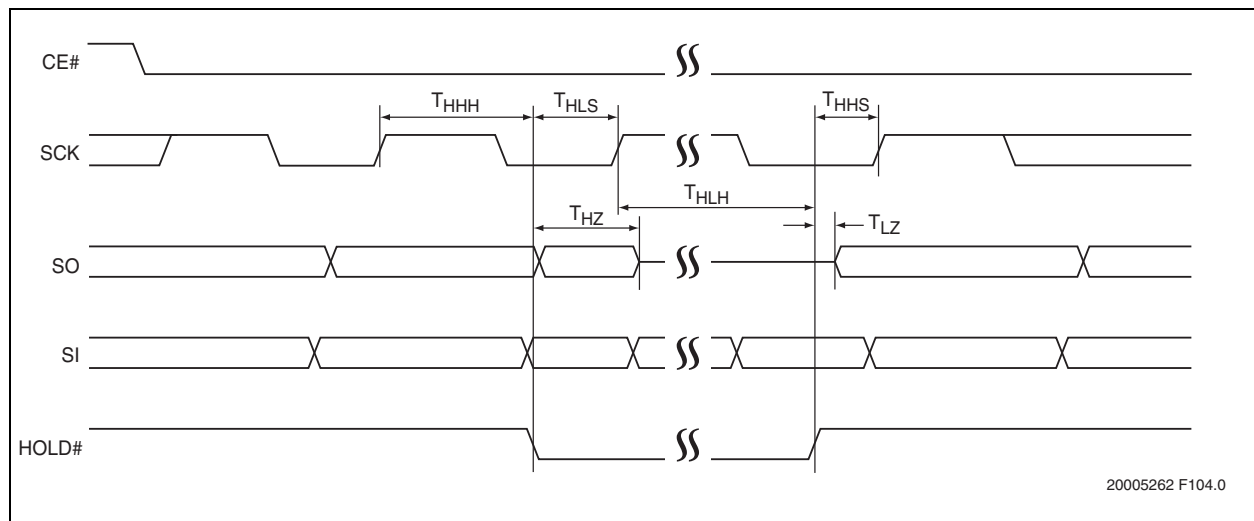 CE#
THHH
THLS
THHS
SCK
THLH
THZ
TLZ
SO
SI
HOLD#
20005262 F104.0